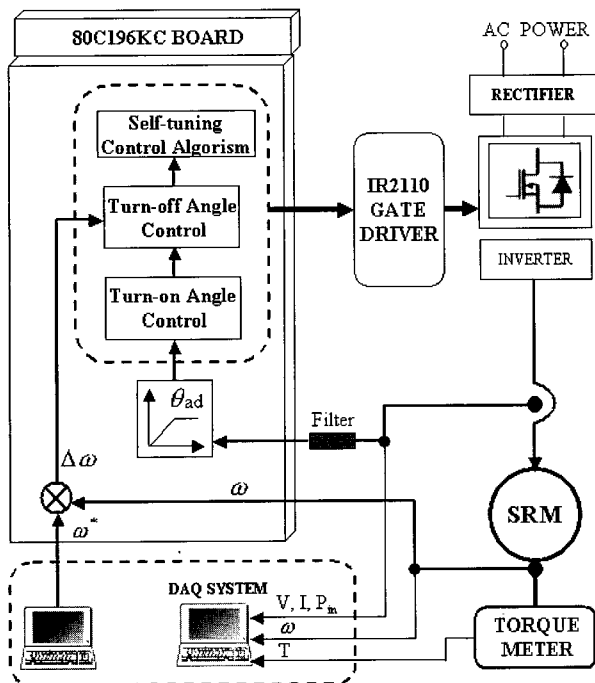 80C196KC BOARD
AC POWER
RECTIFIER
Self-tuning
Control Algorism
IR2110
GATE
DRIVER
Turn-off Angle
Control
INVERTER
Turn-on Angle
Control
θad
Filter
Δω
ω
ω*
SRM
DAQ SYSTEM
V, I, Pin
ω
T
TORQUE
METER